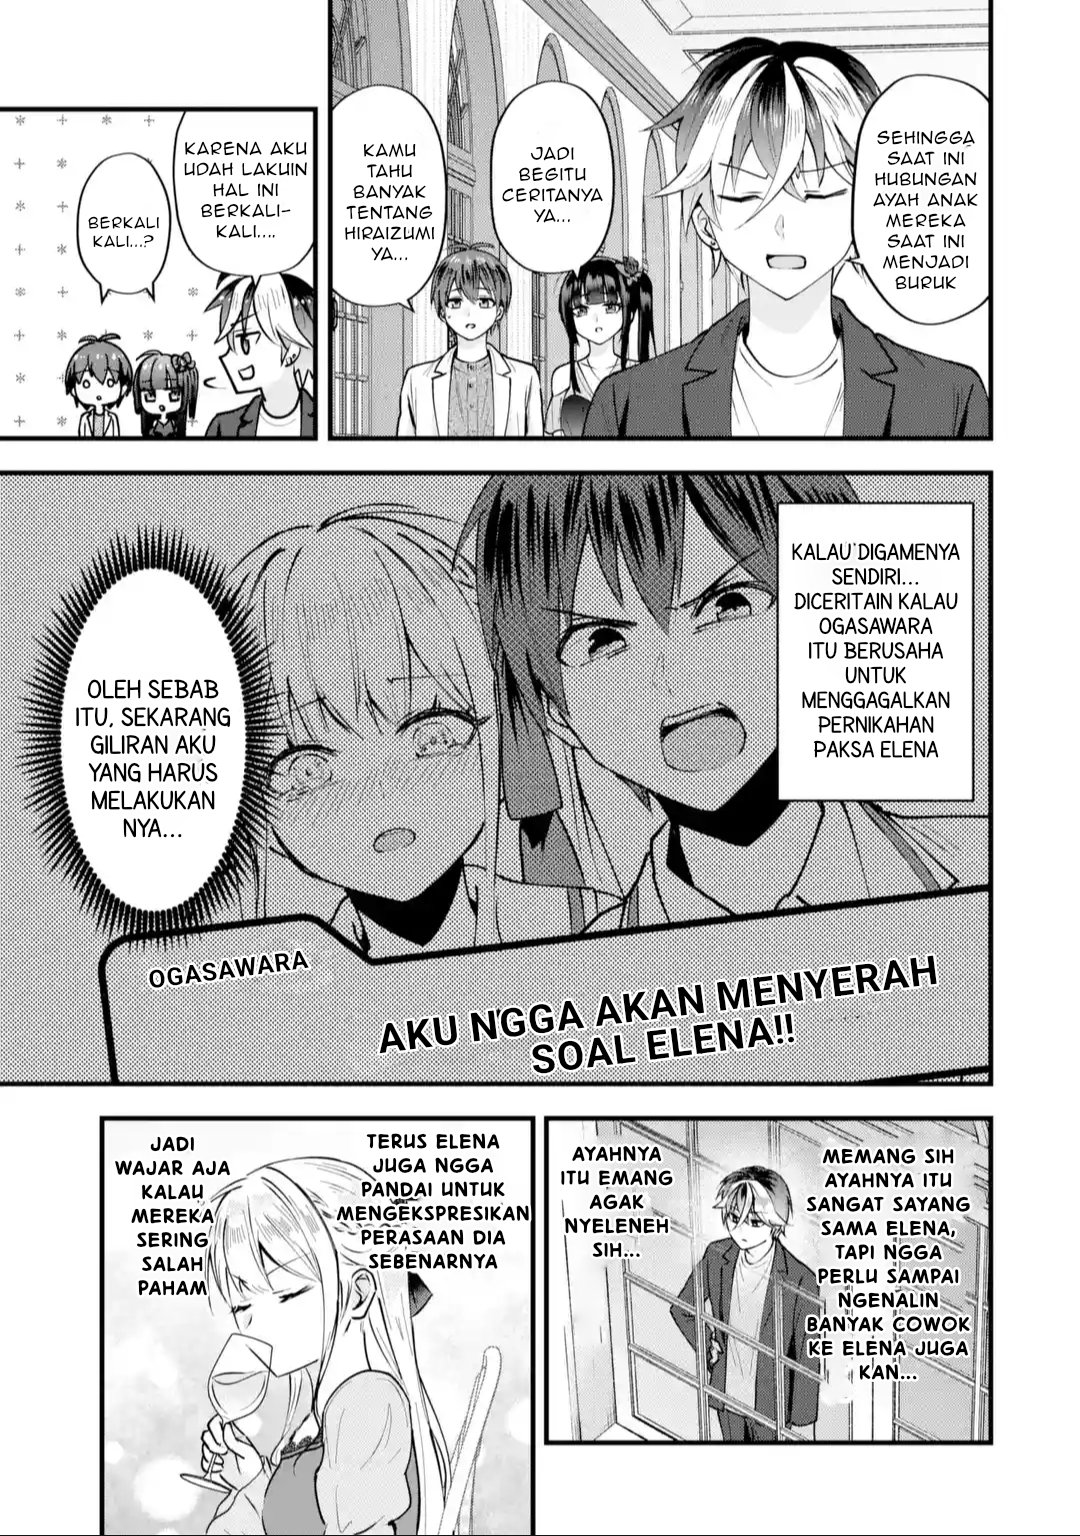 SEHINGGA
SAAT INI
HUBUNGAN
AYAH ANAK
MEREKA
SAAT INI
MENJADI
BURUK
JADI
BEGITU
CERITANYA
YA...
KAMU
TAHU
BANYAK
TENTANG
HIRAIZUMI
YA...
KARENA AKU
UDAH LAKUIN
HAL INI
BERKALI-
KALI....
BERKALI
KALI...?
KALAU DIGAMENYA
SENDIRI...
DICERITAIN KALAU
OGASAWARA
ITU BERUSAHA
UNTUK
MENGGAGALKAN
PERNIKAHAN
PAKSA ELENA
OLEH SEBAB
ITU, SEKARANG
GILIRAN AKU
YANG HARUS
MELAKUKAN
NYA...
OGASAWARA
AKU NGGA AKAN MENYERAH
SOAL ELENA!!
MEMANG SIH
AYAHNYA ITU
SANGAT SAYANG
SAMA ELENA,
TAPI NGGA
PERLU SAMPAI
NGENALIN
BANYAK COWOK
KE ELENA JUGA
KAN...
AYAHNYA
ITU EMANG
AGAK
NYELENEH
SIH...
TERUS ELENA
JUGA NGGA
PANDAI UNTUK
MENGEKSPRESIKAN
PERASAAN DIA
SEBENARNYA
JADI
WAJAR AJA
KALAU
MEREKA
SERING
SALAH
PAHAM